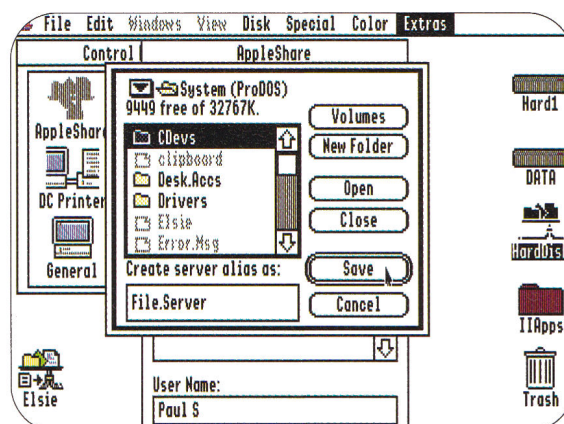 File Edit Windows View Disk Special Color Extras
Control
AppleShare
System (ProDOS)
9449 free of 32767K.
CDevs
clipboard
Desk.Accs
Drivers
Elsie
Error.Msg
Create server alias as:
File.Server
Volumes
New Folder
Open
Close
Save
Cancel
AppleShare
DC Printer
General
Elsie
User Name:
Paul S
Hard1
DATA
HardDis
IIApps
Trash